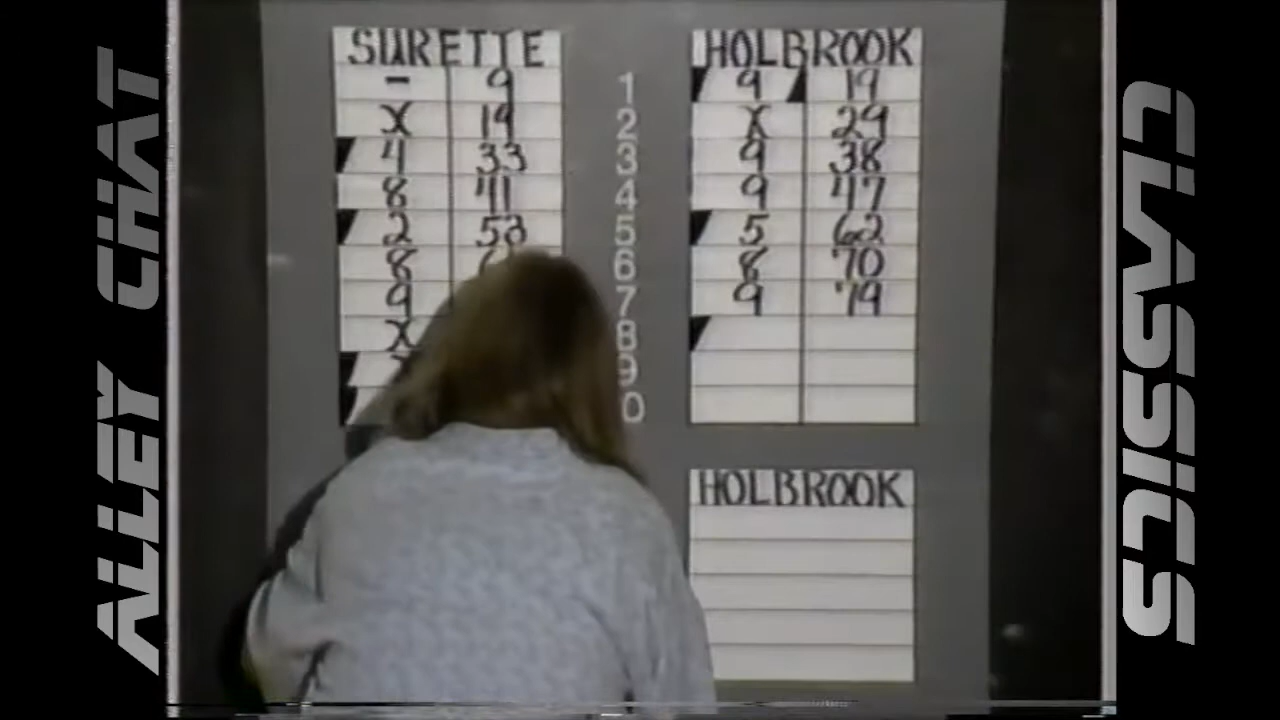 ALLEY CHAT
SURETTE
- 9
X 19
4 33
8 41
2 53
8
9
X
1
2
3
4
5
6
7
8
9
0
HOLBROOK
9 19
X 29
9 38
9 47
5 62
8 70
9 79
HOLBROOK
CLASSICS